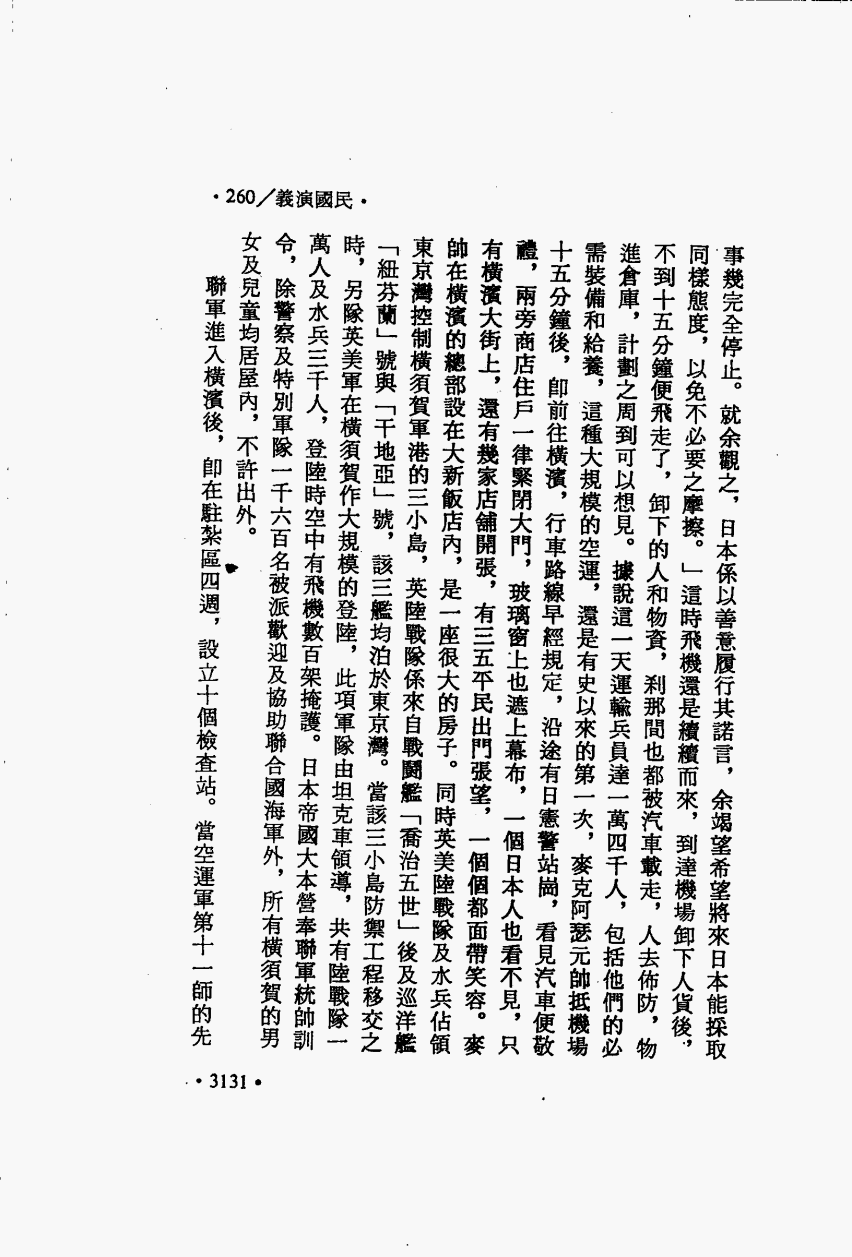 ·260/義演國民·
事幾完全停止。就余觀之，日本係以善意履行其諾言，余竭望希望將來日本能採取
同樣態度，以免不必要之摩擦。」這時飛機還是續續而來，到達機場卸下人貨後，
不到十五分鐘便飛走了，卸下的人和物資，刹那間也都被汽車載走，人去佈防，物
進倉庫，計劃之周到可以想見。據說這一天運輸兵員達一萬四千人，包括他們的必
需裝備和給養，這種大規模的空運，還是有史以來的第一次，麥克阿瑟元帥抵機場
十五分鐘後，卽前往橫濱，行車路線早經規定，沿途有日憲警站崗，看見汽車便敬
禮，兩旁商店住戶一律緊閉大門，玻璃窗上也遮上幕布，一個日本人也看不見，只
有橫濱大街上，還有幾家店舖開張，有三五平民出門張望，一個個都面帶笑容。麥
帥在橫濱的總部設在大新飯店內，是一座很大的房子。同時英美陸戰隊及水兵佔領
東京灣控制橫須賀軍港的三小島，英陸戰隊係來自戰鬪艦「喬治五世」後及巡洋艦
「紐芬蘭」號與「干地亞」號，該三艦均泊於東京灣。當該三小島防禦工程移交之
時，另隊英美軍在橫須賀作大規模的登陸，此項軍隊由坦克車領導，共有陸戰隊一
萬人及水兵三千人，登陸時空中有飛機數百架掩護。日本帝國大本營奉聯軍統帥訓
令，除警察及特別軍隊一千六百名被派歡迎及協助聯合國海軍外，所有橫須賀的男
女及兒童均居屋內，不許出外。
聯軍進入橫濱後，卽在駐紮區四週，設立十個檢查站。當空運軍第十一師的先
·3131·